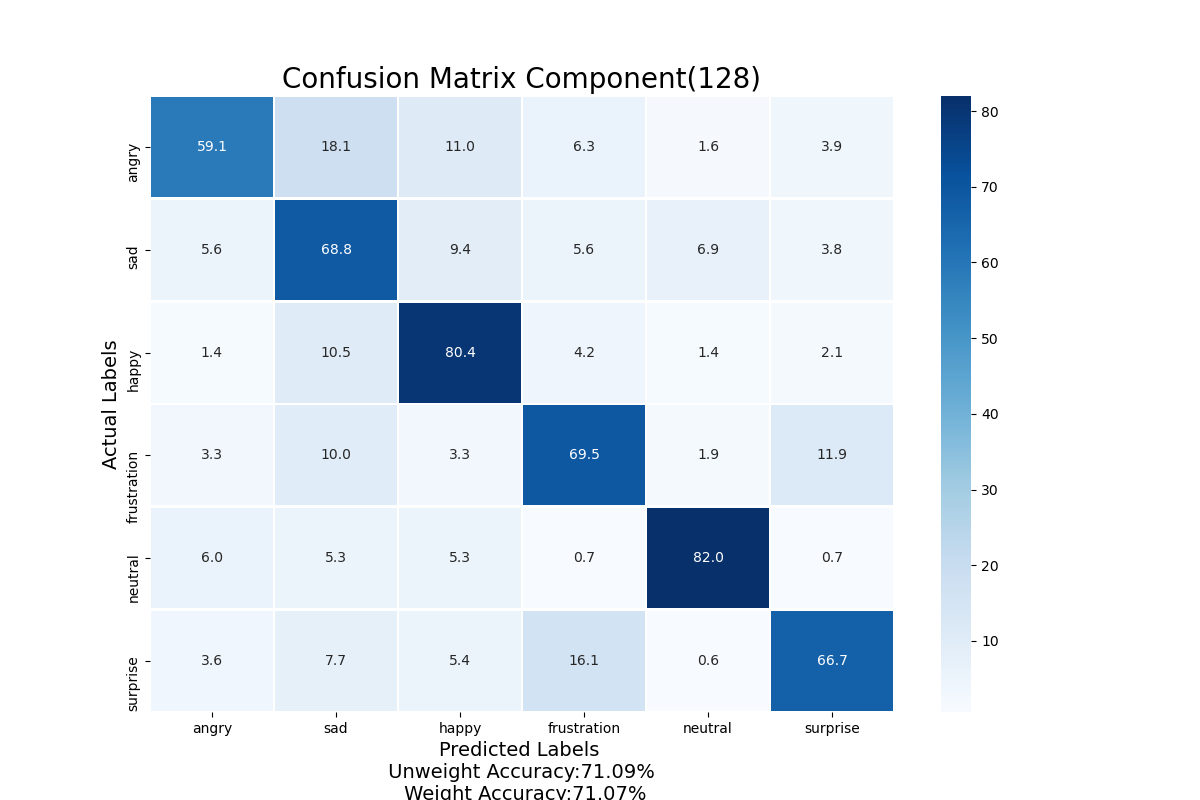 Confusion Matrix Component(128)
Actual Labels
angry 59.1 18.1 11.0 6.3 1.6 3.9
sad 5.6 68.8 9.4 5.6 6.9 3.8
happy 1.4 10.5 80.4 4.2 1.4 2.1
frustration 3.3 10.0 3.3 69.5 1.9 11.9
neutral 6.0 5.3 5.3 0.7 82.0 0.7
surprise 3.6 7.7 5.4 16.1 0.6 66.7
angry sad happy frustration neutral surprise
Predicted Labels
Unweight Accuracy:71.09%
Weight Accuracy:71.07%
80
70
60
50
40
30
20
10